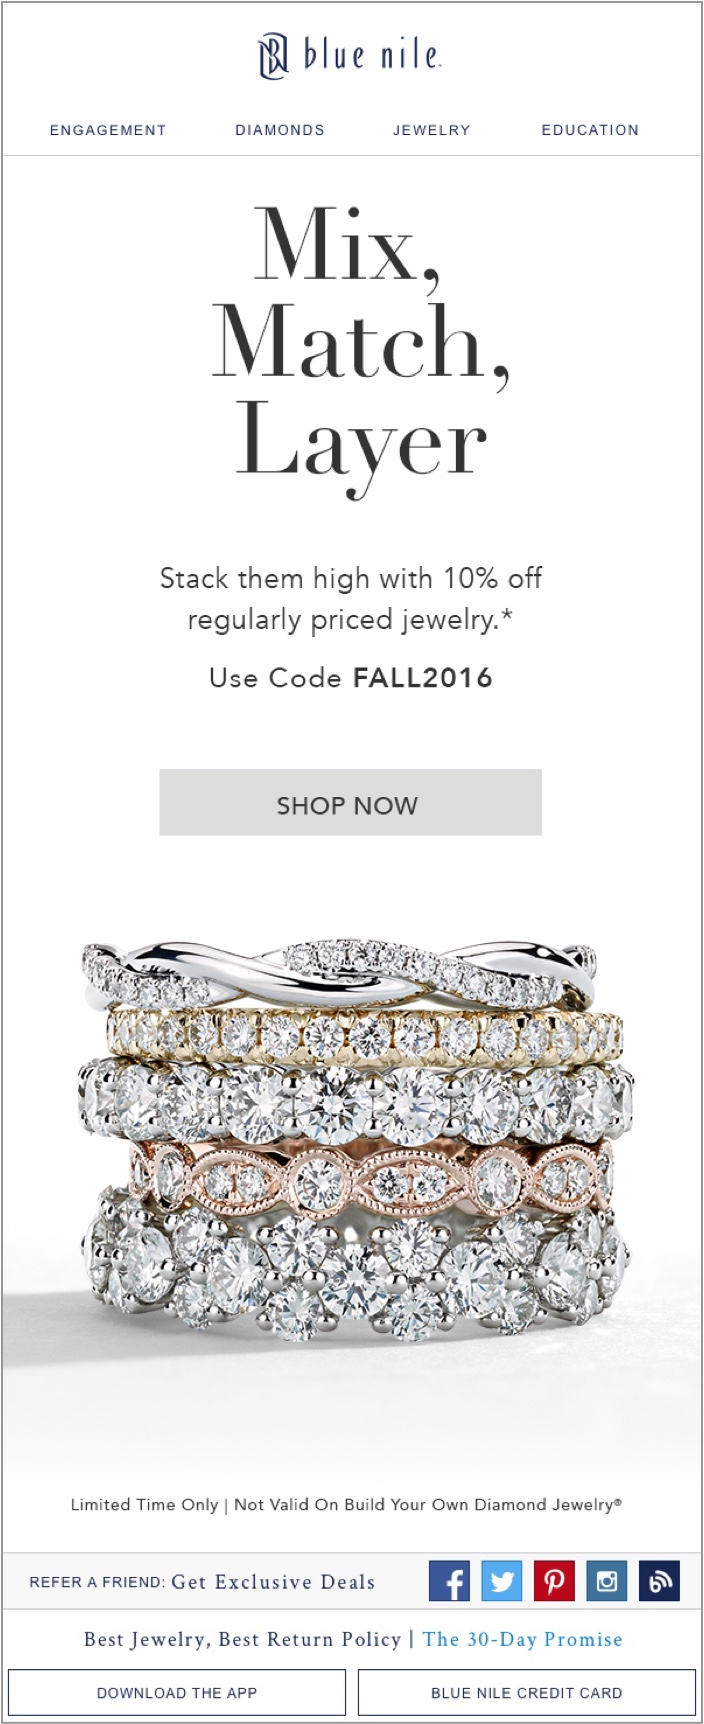 blue nile
ENGAGEMENT DIAMONDS JEWELRY EDUCATION
Mix,
Match,
Layer
Stack them high with 10% off
regularly priced jewelry.*
Use Code FALL2016
SHOP NOW
Limited Time Only | Not Valid On Build Your Own Diamond Jewelry®
REFER A FRIEND: Get Exclusive Deals
Best Jewelry, Best Return Policy | The 30-Day Promise
DOWNLOAD THE APP BLUE NILE CREDIT CARD